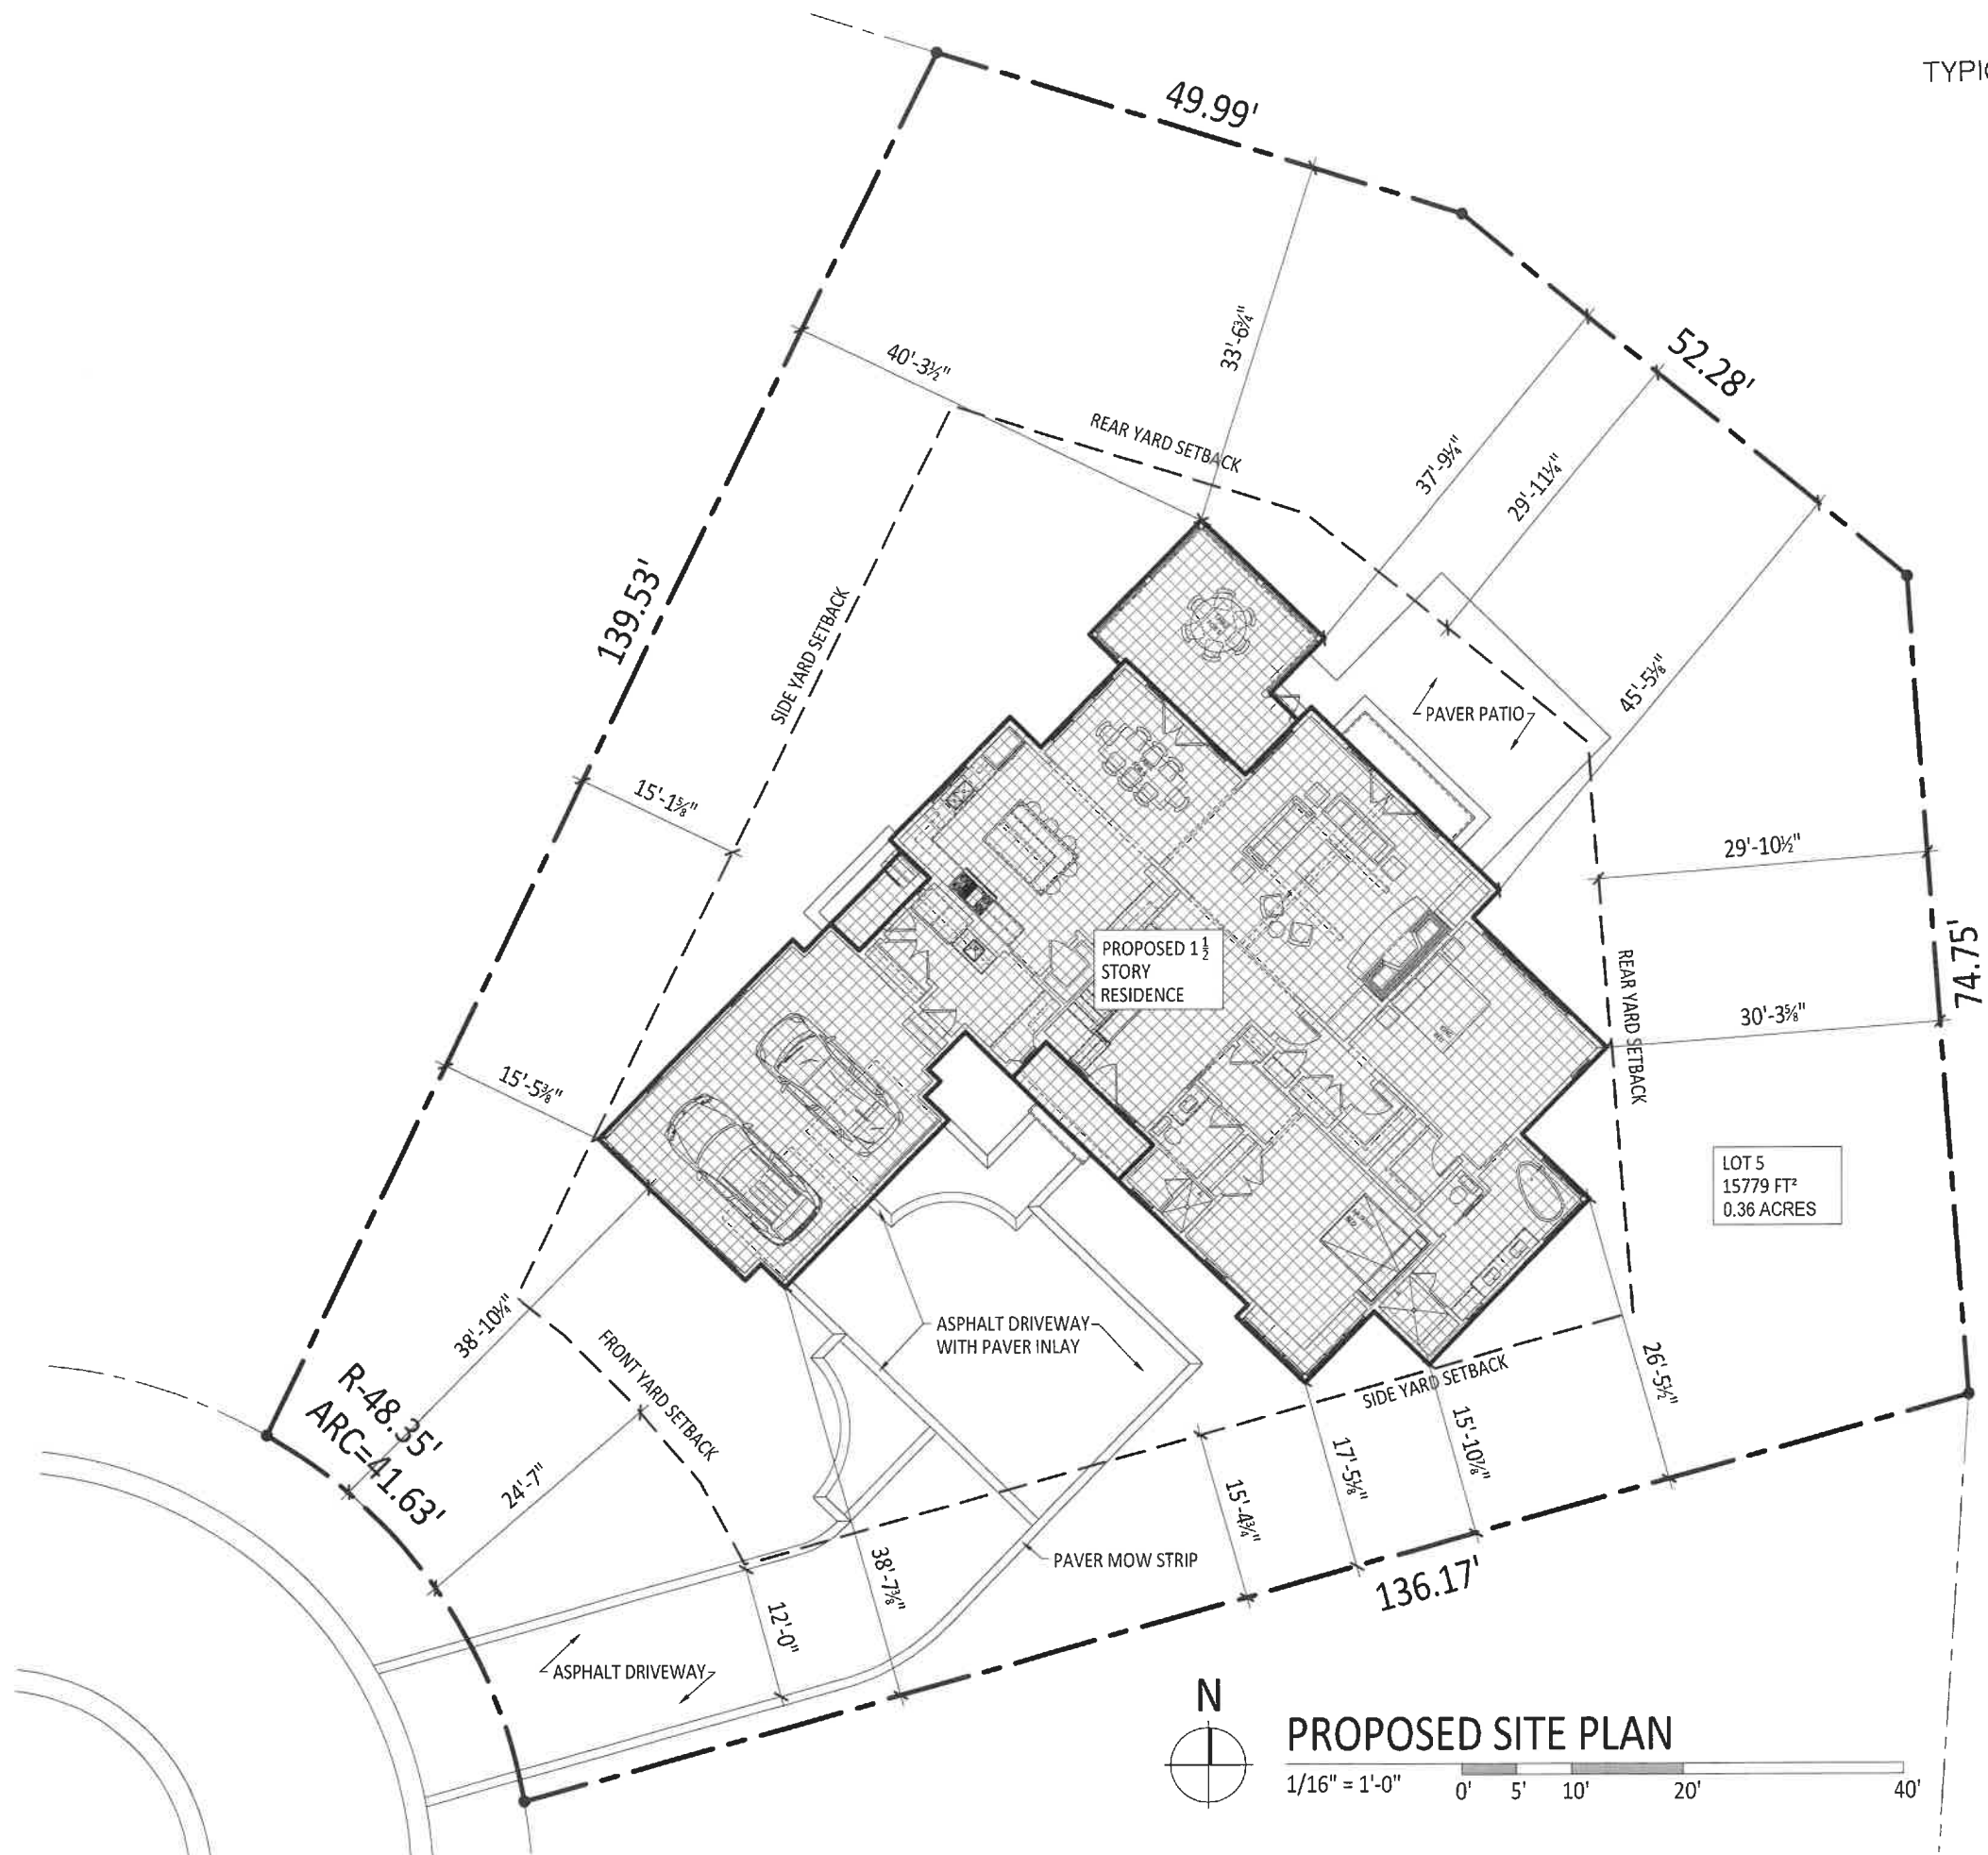 TYPIC
49.99'
52.28'
33'-6¾"
40'-3½"
REAR YARD SETBACK
37'-9¼"
29'-11¼"
139.53'
SIDE YARD SETBACK
45'-5⅜"
PAVER PATIO
15'-1⅝"
29'-10½"
74.75'
PROPOSED 1½
STORY
RESIDENCE
REAR YARD SETBACK
30'-3⅝"
15'-5⅜"
LOT 5
15779 FT²
0.36 ACRES
38'-10¼"
FRONT YARD SETBACK
ASPHALT DRIVEWAY
WITH PAVER INLAY
R-48.35'
ARC=41.63'
SIDE YARD SETBACK
26'-5½"
24'-7"
17'-5⅛"
15'-10⅞"
15'-4¾"
38'-7⅜"
PAVER MOW STRIP
136.17'
12'-0"
ASPHALT DRIVEWAY
N
PROPOSED SITE PLAN
1/16" = 1'-0"
0' 5' 10' 20' 40'